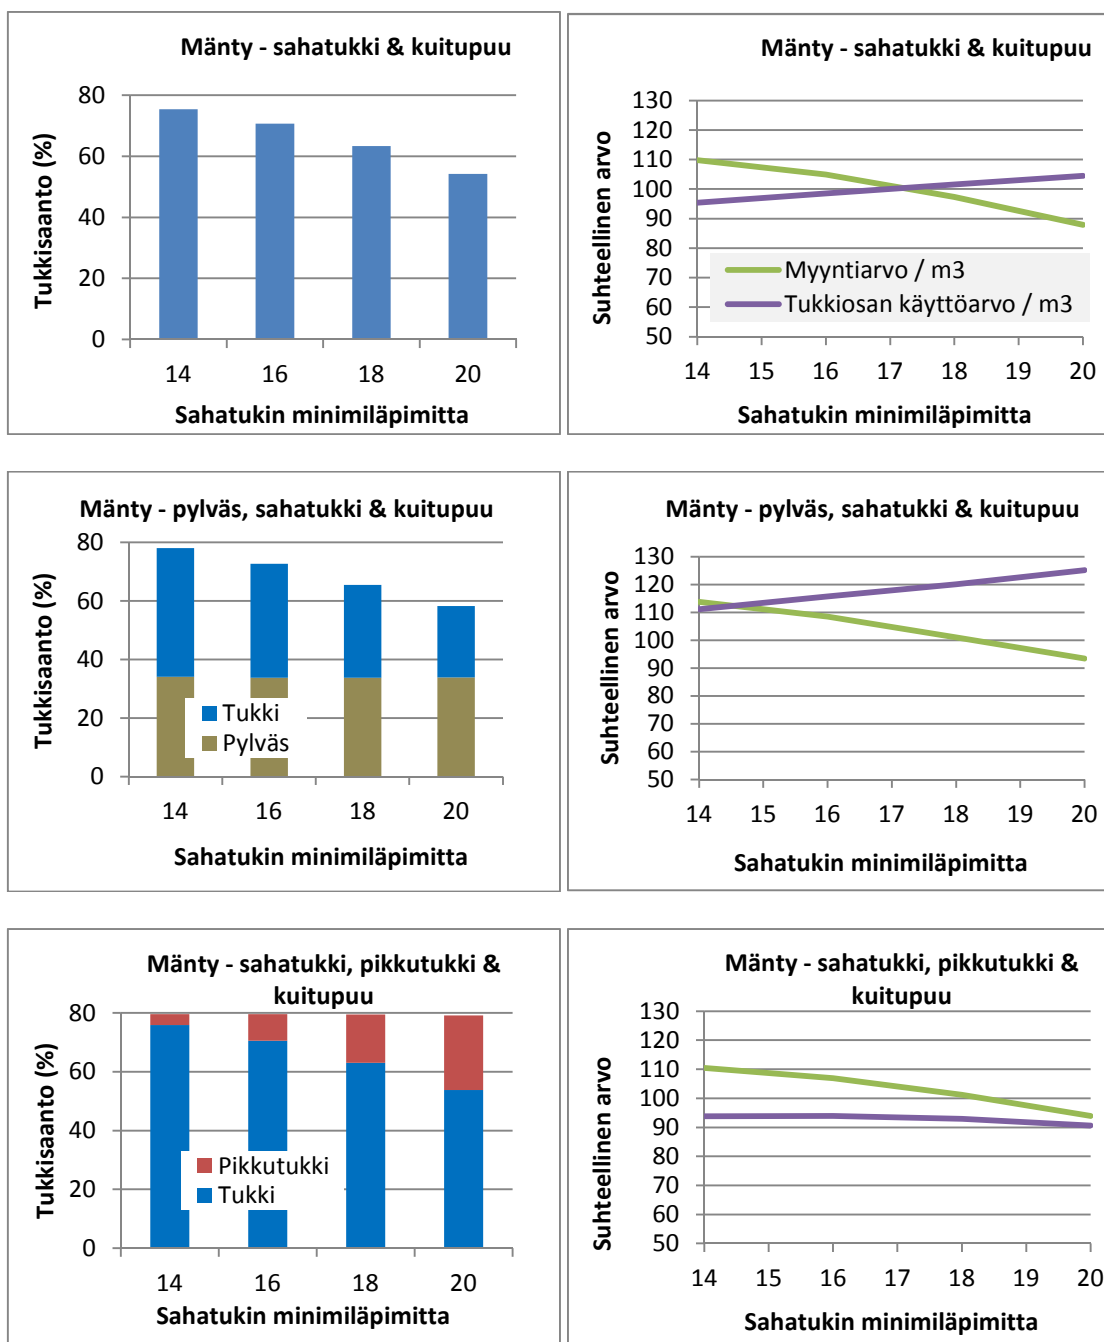 Mänty - sahatukki & kuitupuu
80
60
40
20
0
Tukkisaanto (%)
14 16 18 20
Sahatukin minimiläpimitta
Mänty - sahatukki & kuitupuu
130
120
110
100
90
80
70
60
50
Suhteellinen arvo
Myyntiarvo / m3
Tukkiosan käyttöarvo / m3
14 15 16 17 18 19 20
Sahatukin minimiläpimitta
Mänty - pylväs, sahatukki & kuitupuu
80
60
40
20
0
Tukkisaanto (%)
Tukki
Pylväs
14 16 18 20
Sahatukin minimiläpimitta
Mänty - pylväs, sahatukki & kuitupuu
130
120
110
100
90
80
70
60
50
Suhteellinen arvo
14 15 16 17 18 19 20
Sahatukin minimiläpimitta
Mänty - sahatukki, pikkutukki &
kuitupuu
80
60
40
20
0
Tukkisaanto (%)
Pikkutukki
Tukki
14 16 18 20
Sahatukin minimiläpimitta
Mänty - sahatukki, pikkutukki &
kuitupuu
130
120
110
100
90
80
70
60
50
Suhteellinen arvo
14 15 16 17 18 19 20
Sahatukin minimiläpimitta